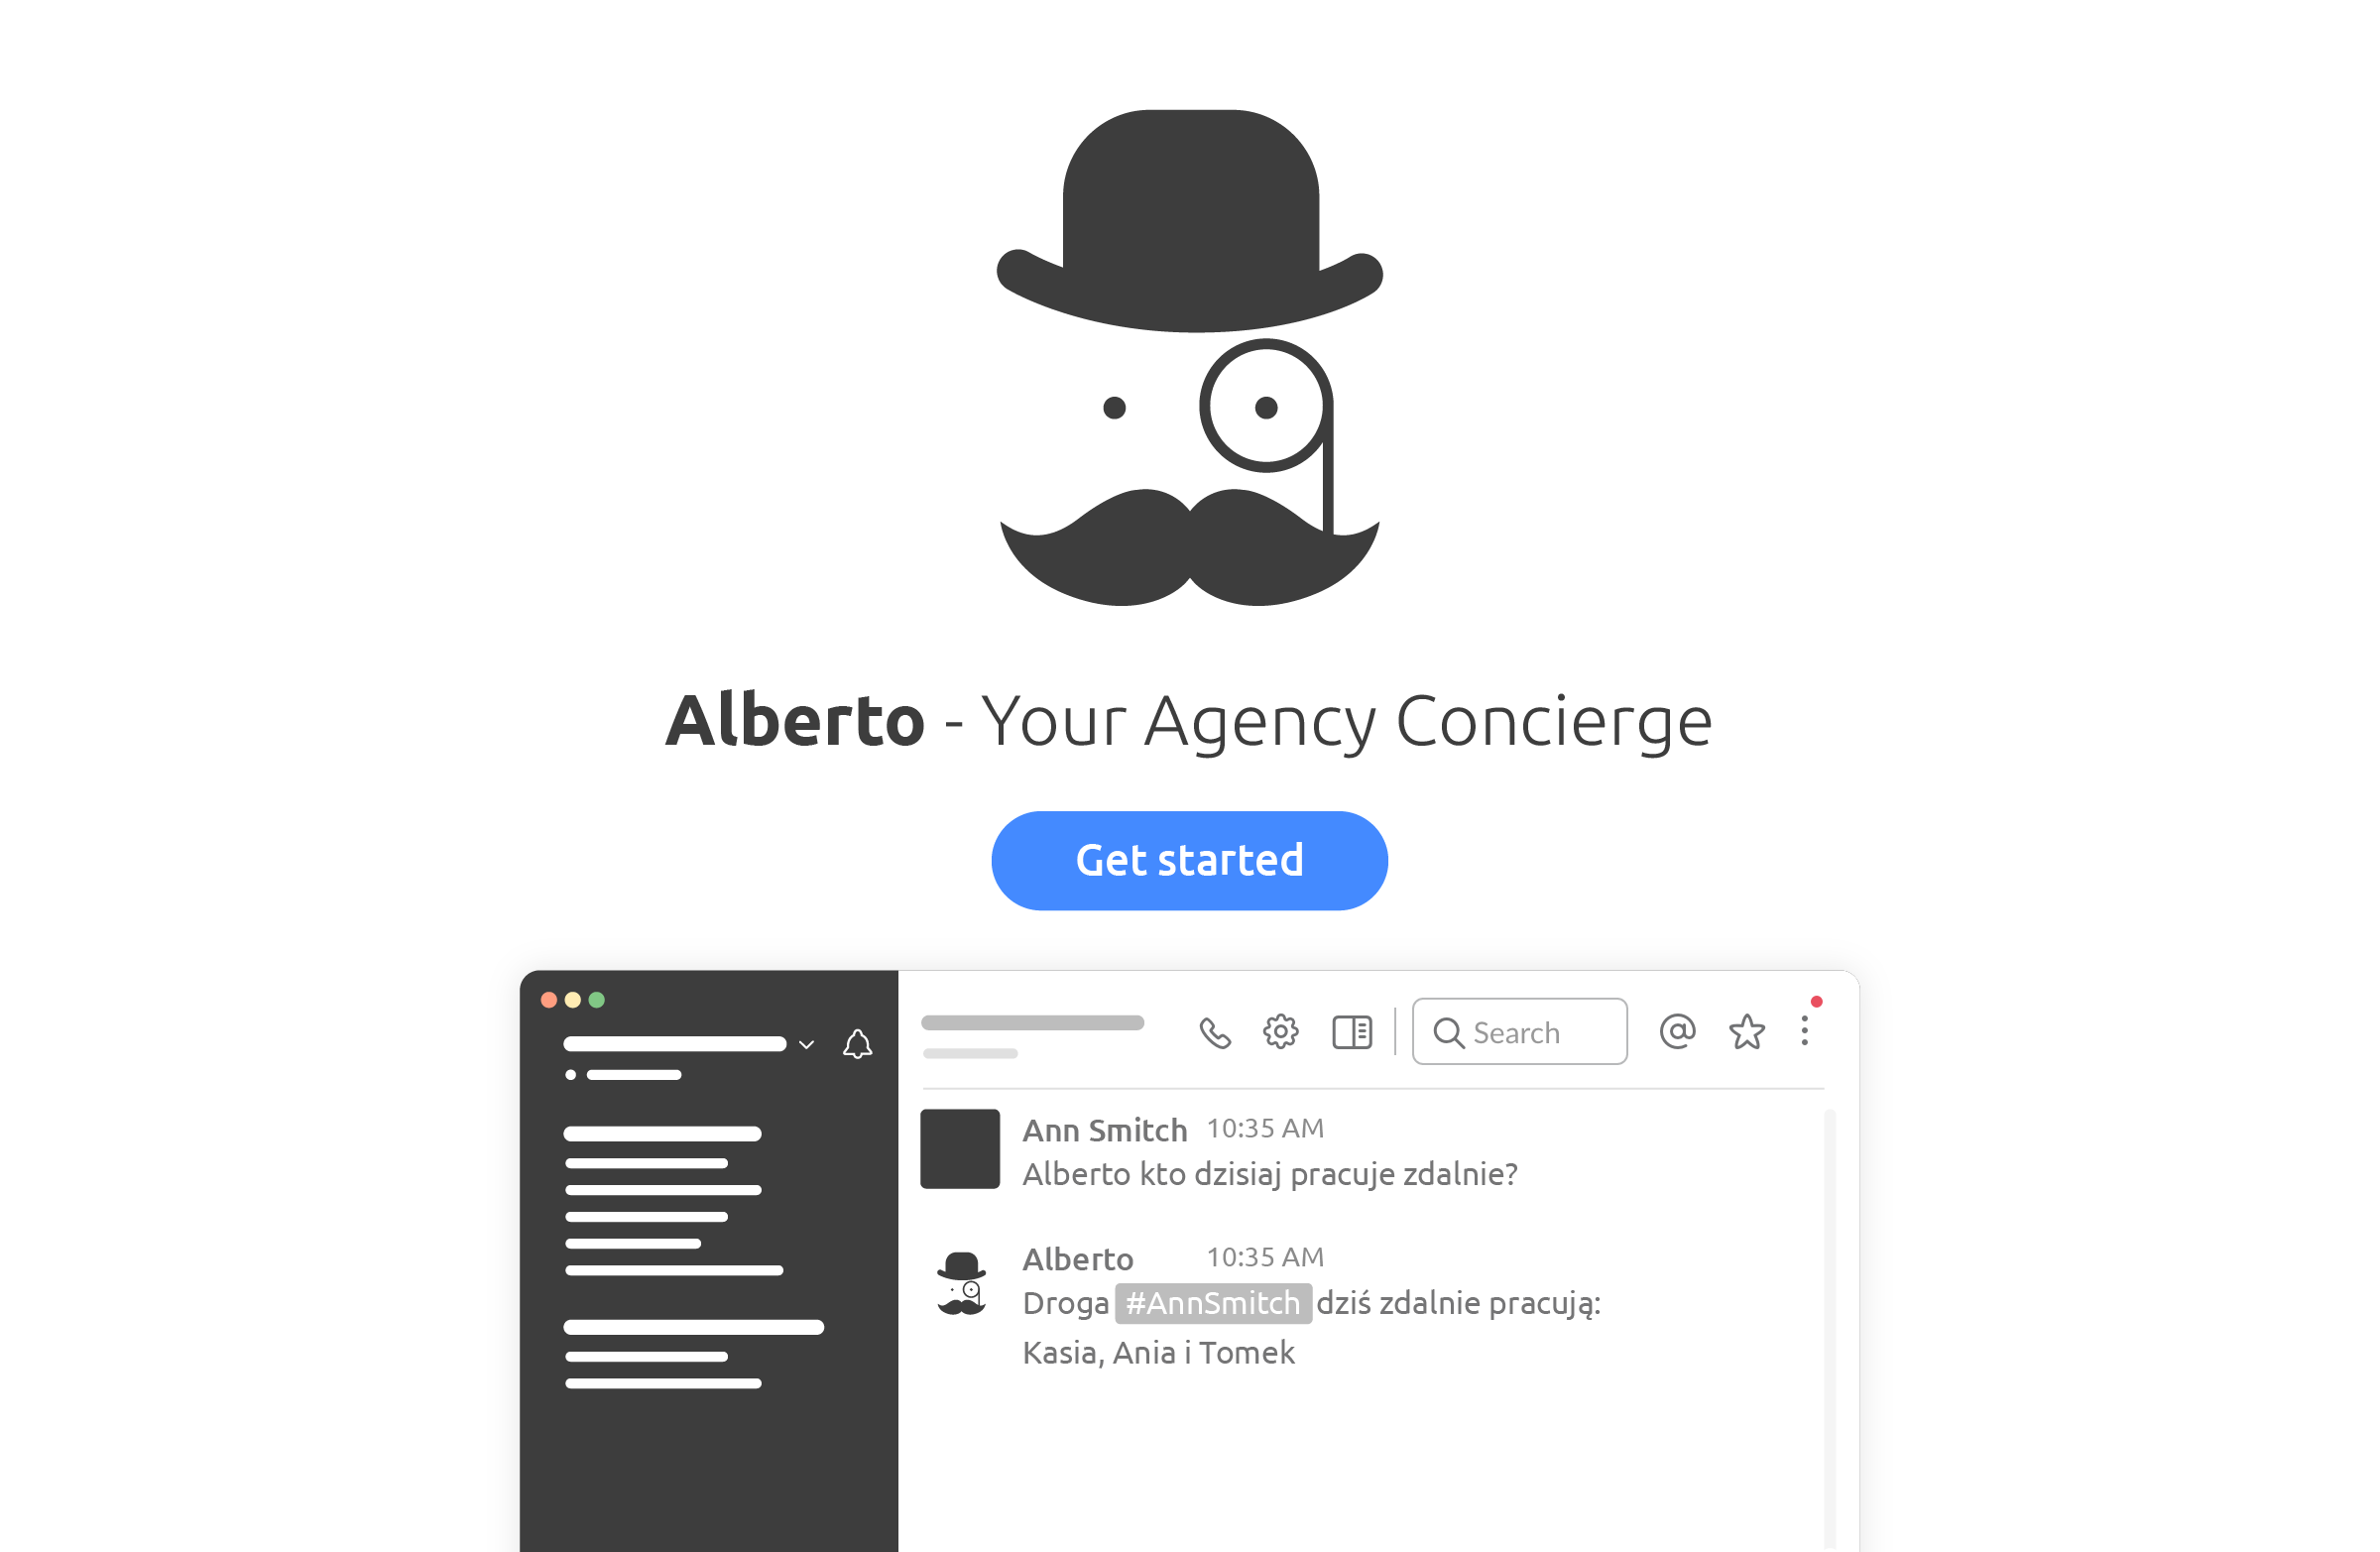 Alberto - Your Agency Concierge
Get started
Search
Ann Smitch 10:35 AM
Alberto kto dzisiaj pracuje zdalnie?
Alberto 10:35 AM
Droga #AnnSmitch dziś zdalnie pracują:
Kasia, Ania i Tomek